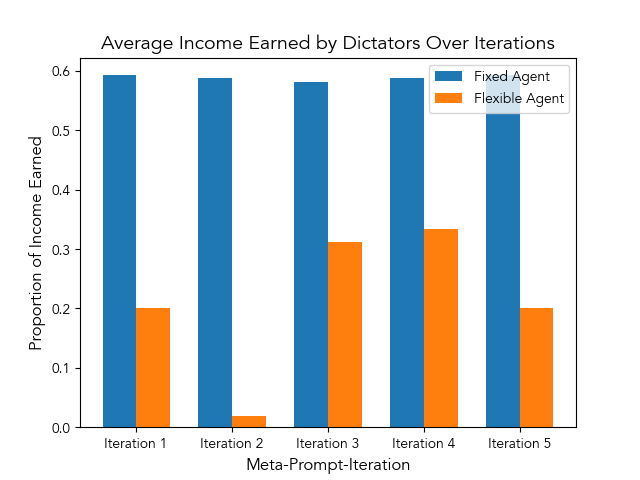 Average Income Earned by Dictators Over Iterations
Fixed Agent
Flexible Agent
Proportion of Income Earned
0.6
0.5
0.4
0.3
0.2
0.1
0.0
Iteration 1
Iteration 2
Iteration 3
Iteration 4
Iteration 5
Meta-Prompt-Iteration